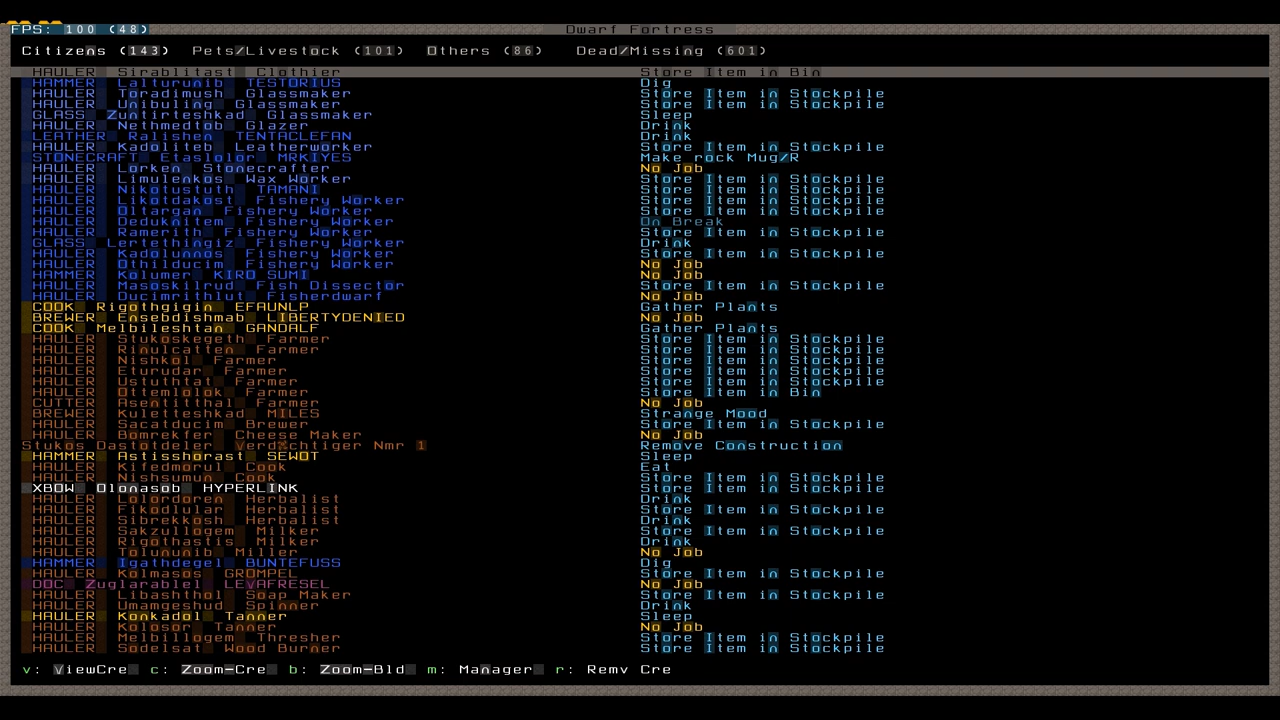 FPS: 100 (48)
Dwarf Fortress
Citizens (143) Pets/Livestock (101) Others (86) Dead/Missing (601)
HAULER Sirablitast Clothier Store Item in Bin
HAMMER Lalturunib TESTORIUS Dig
HAULER Toradimush Glassmaker Store Item in Stockpile
HAULER Unibuling Glassmaker Store Item in Stockpile
GLASS Zuntirteshkad Glassmaker Sleep
HAULER Nethmedtob Glazer Drink
LEATHER Ralishen TENTACLEFAN Drink
HAULER Kadoliteb Leatherworker Store Item in Stockpile
STONECRAFT Etaslolor MRKIYES Make rock Mug/R
HAULER Lorken Stonecrafter No Job
HAULER Limulenkos Wax Worker Store Item in Stockpile
HAULER Nikotustuth TAMANI Store Item in Stockpile
HAULER Likotdakost Fishery Worker Store Item in Stockpile
HAULER Oltargan Fishery Worker Store Item in Stockpile
HAULER Deduknitem Fishery Worker On Break
HAULER Ramerith Fishery Worker Store Item in Stockpile
GLASS Lertethingiz Fishery Worker Drink
HAULER Kadolunnos Fishery Worker Store Item in Stockpile
HAULER Othilducim Fishery Worker No Job
HAMMER Kolumer KIRO SUMI No Job
HAULER Masoskilrud Fish Dissector Store Item in Stockpile
HAULER Ducimrithlut Fisherdwarf No Job
COOK Rigothgigin EFAUNLP Gather Plants
BREWER Ensebdishmab LIBERTYDENIED No Job
COOK Melbileshtan GANDALF Gather Plants
HAULER Stukoskegeth Farmer Store Item in Stockpile
HAULER Rinulcatten Farmer Store Item in Stockpile
HAULER Nishkol Farmer Store Item in Stockpile
HAULER Eturudar Farmer Store Item in Stockpile
HAULER Ustuthtat Farmer Store Item in Stockpile
HAULER Ottemlolok Farmer Store Item in Bin
CUTTER Asentitthal Farmer No Job
BREWER Kuletteshkad MILES Strange Mood
HAULER Sacatducim Brewer Store Item in Stockpile
HAULER Bomrekfer Cheese Maker No Job
Stukos Dastotdeler Verdächtiger Nmr 1 Remove Construction
HAMMER Astisshorast SEWOT Sleep
HAULER Kifedmorul Cook Eat
HAULER Nishsumun Cook Store Item in Stockpile
XBOW Olonasob HYPERLINK Store Item in Stockpile
HAULER Lolordoren Herbalist Drink
HAULER Fikodlular Herbalist Store Item in Stockpile
HAULER Sibrekkosh Herbalist Drink
HAULER Sakzullogem Milker Store Item in Stockpile
HAULER Rigothastis Milker Drink
HAULER Tolununib Miller No Job
HAMMER Igathdegel BUNTEFUSS Dig
HAULER Kolmasos GROMPEL Store Item in Stockpile
DOC Zuglarablel LEVAFRESEL No Job
HAULER Libashthol Soap Maker Store Item in Stockpile
HAULER Umamgeshud Spinner Drink
HAULER Konkadol Tanner Sleep
HAULER Kolosor Tanner No Job
HAULER Melbillogem Thresher Store Item in Stockpile
HAULER Sodelsat Wood Burner Store Item in Stockpile
v: ViewCre c: Zoom-Cre b: Zoom-Bld m: Manager r: Remv Cre